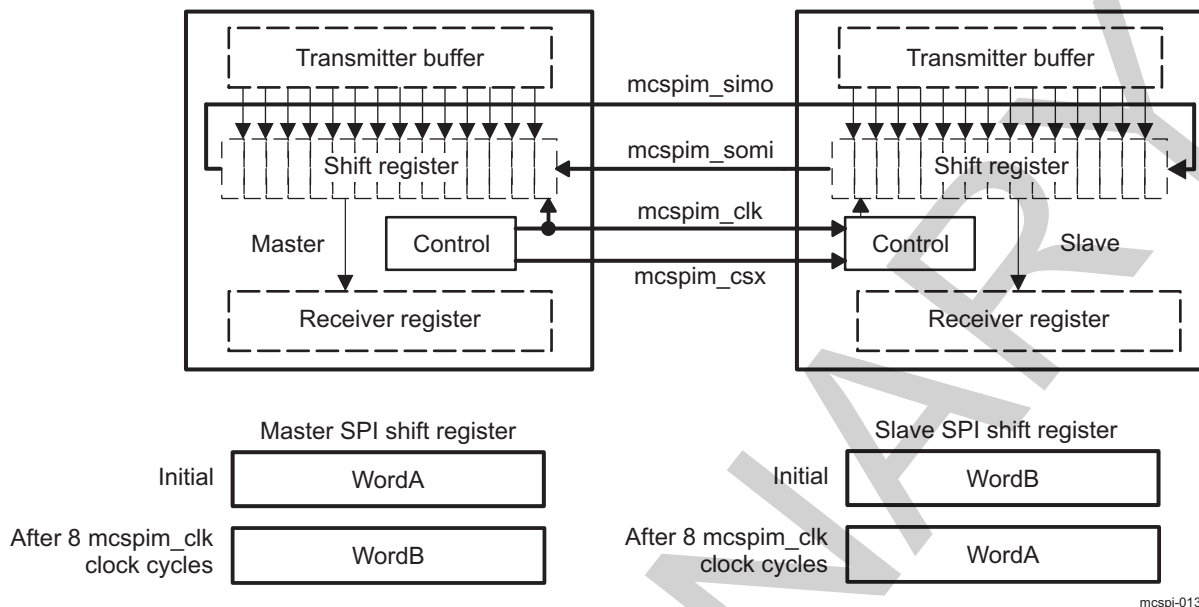 Transmitter buffer
Transmitter buffer
mcspim_simo
Shift register
mcspim_somi
Shift register
mcspim_clk
Master
Control
Control
Slave
mcspim_csx
Receiver register
Receiver register
Master SPI shift register
Slave SPI shift register
Initial
WordA
Initial
WordB
After 8 mcspim_clk
clock cycles
WordB
After 8 mcspim_clk
clock cycles
WordA
mcspi-013
NARY